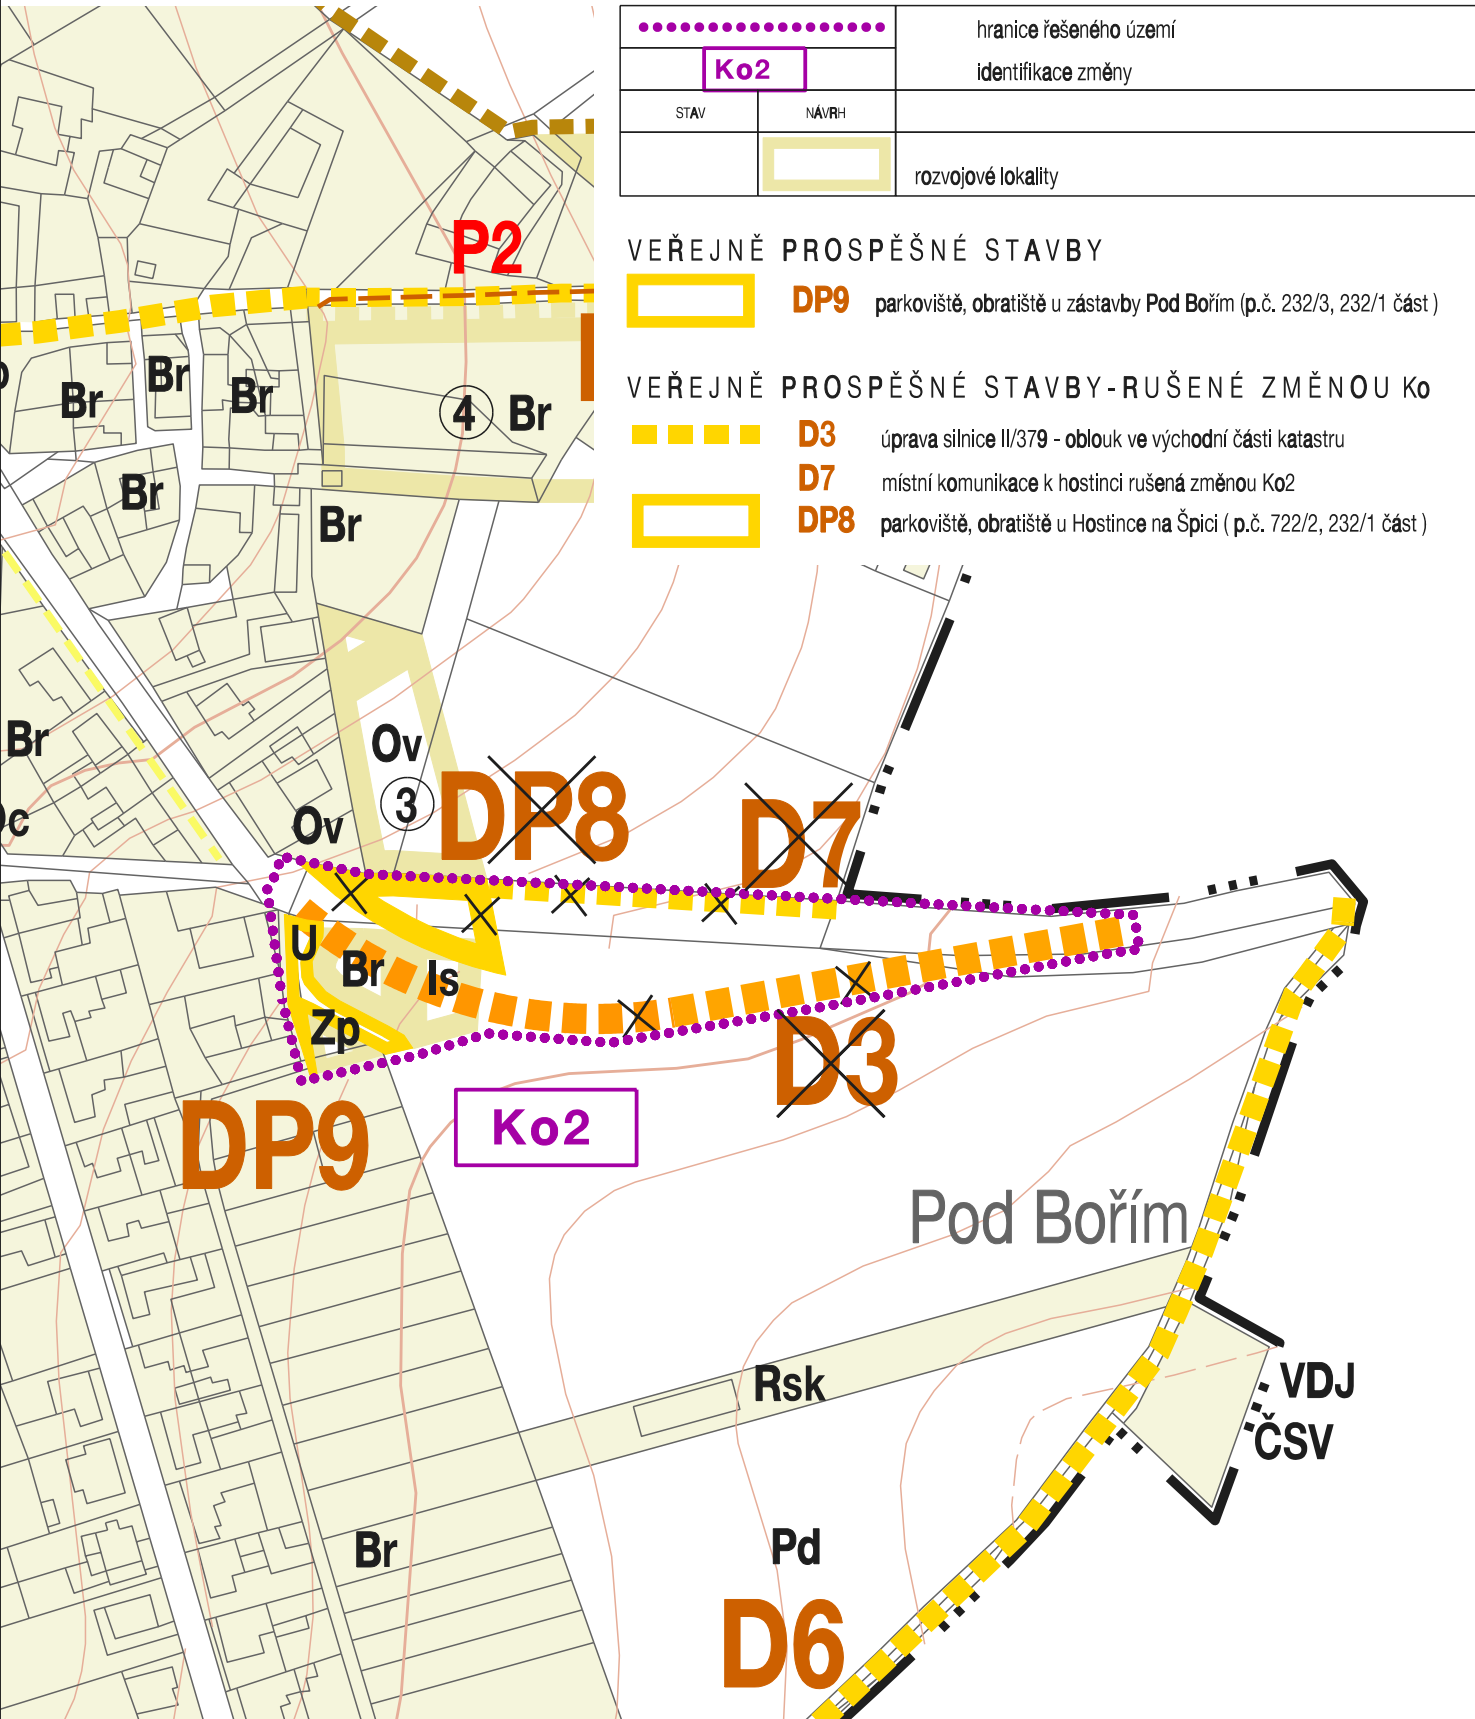 hranice řešeného území
Ko2
identifikace změny
STAV
NÁVRH
rozvojové lokality
VEŘEJNĚ PROSPĚŠNÉ STAVBY
DP9 parkoviště, obratiště u zástavby Pod Bořím (p.č. 232/3, 232/1 část )
VEŘEJNĚ PROSPĚŠNÉ STAVBY-RUŠENÉ ZMĚNOU Ko
D3 úprava silnice II/379 - oblouk ve východní části katastru
D7 místní komunikace k hostinci rušená změnou Ko2
DP8 parkoviště, obratiště u Hostince na Špici ( p.č. 722/2, 232/1 část )
P2
Br
Br
Br
4 Br
Br
Br
Br
Ov
3
DP8
D7
Ov
U
Br
Is
Zp
D3
DP9
Ko2
Pod Bořím
Rsk
VDJ
ČSV
Br
Pd
D6